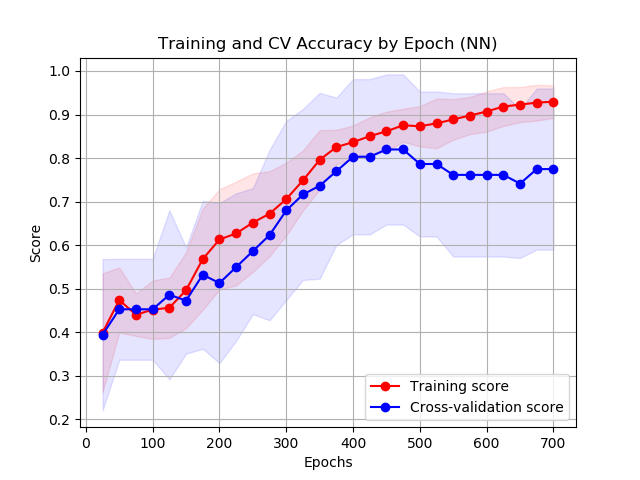 Training and CV Accuracy by Epoch (NN)
1.0
0.9
0.8
0.7
0.6
0.5
0.4
0.3
0.2
Score
0 100 200 300 400 500 600 700
Epochs
Training score
Cross-validation score